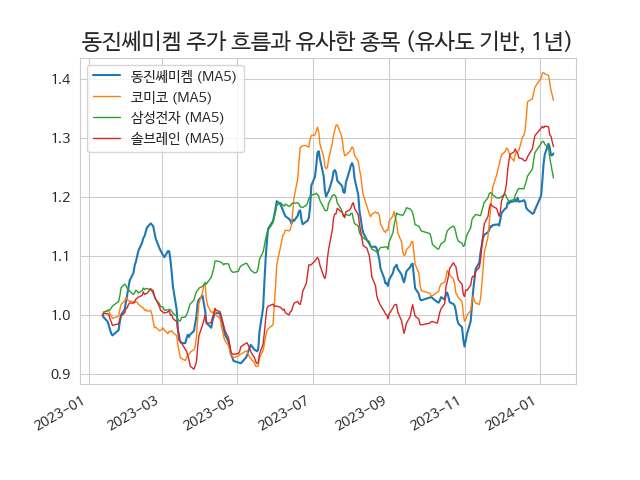 동진쎄미켐 주가 흐름과 유사한 종목 (유사도 기반, 1년)
동진쎄미켐 (MA5)
코미코 (MA5)
삼성전자 (MA5)
솔브레인 (MA5)
1.4
1.3
1.2
1.1
1.0
0.9
2023-01
2023-03
2023-05
2023-07
2023-09
2023-11
2024-01